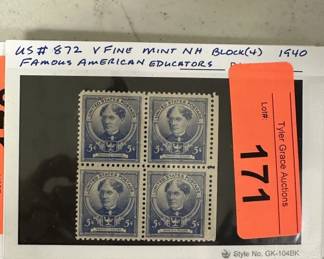 US # 872 V FINE MINT NH BLOCK(4) 1940
FAMOUS AMERICAN EDUCATORS
UNITED STATES POSTAGE
5¢ 5¢
UNITED STATES POSTAGE
5¢ 5¢
UNITED STATES POSTAGE
5¢ 5¢
UNITED STATES POSTAGE
5¢ 5¢
Lot#:
171
Tyler Grace Auctions
Style No. GK-104BK